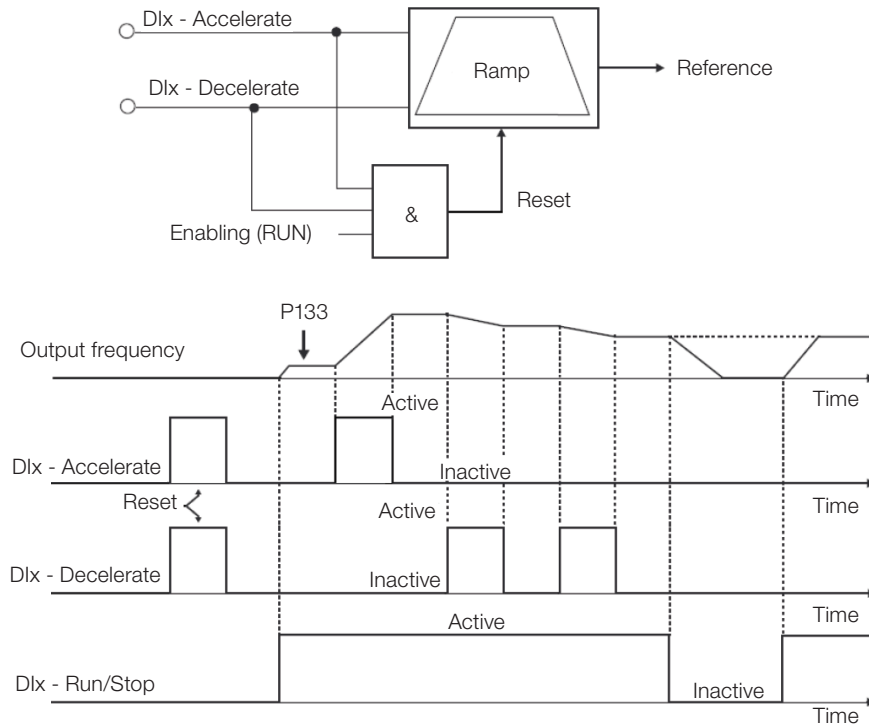 DIx - Accelerate
Ramp
Reference
DIx - Decelerate
&
Reset
Enabling (RUN)
P133
Output frequency
Time
Active
DIx - Accelerate
Inactive
Time
Reset
Active
DIx - Decelerate
Inactive
Time
Active
DIx - Run/Stop
Inactive
Time